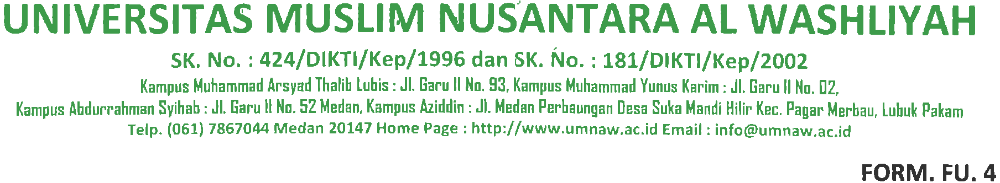 UNIVERSITAS MUSLIM NUSANTARA AL WASHLIYAH
SK. No. : 424/DIKTI/Kep/1996 dan SK. No. : 181/DIKTI/Kep/2002
Kampus Muhammad Arsyad Thalib Lubis : Jl. Garu II No. 93, Kampus Muhammad Yunus Karim : Jl. Garu II No. 02,
Kampus Abdurrahman Syihab : Jl. Garu II No. 52 Medan, Kampus Aziddin : Jl. Medan Perbaungan Desa Suka Mandi Hilir Kec. Pagar Merbau, Lubuk Pakam
Telp. (061) 7867044 Medan 20147 Home Page : http://www.umnaw.ac.id Email : info@umnaw.ac.id
FORM. FU. 4